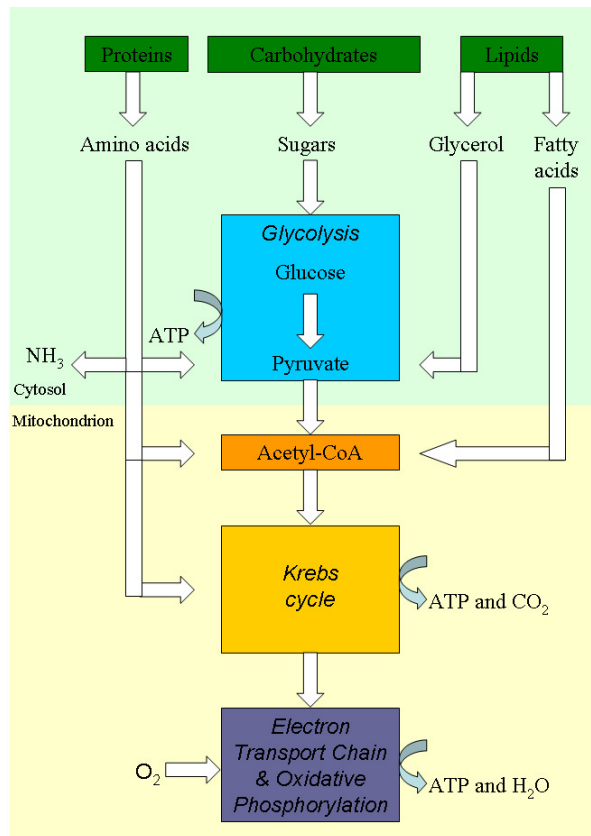 Proteins
Carbohydrates
Lipids
Amino acids
Sugars
Glycerol
Fatty
acids
Glycolysis
Glucose
ATP
NH₃
Pyruvate
Cytosol
Mitochondrion
Acetyl-CoA
Krebs
cycle
ATP and CO₂
Electron
Transport Chain
& Oxidative
Phosphorylation
O₂
ATP and H₂O